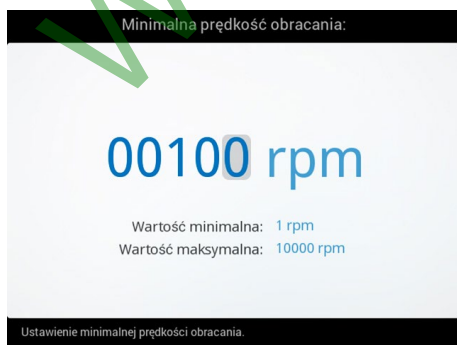 Minimalna prędkość obracania:
00100 rpm
Wartość minimalna: 1 rpm
Wartość maksymalna: 10000 rpm
Ustawienie minimalnej prędkości obracania.